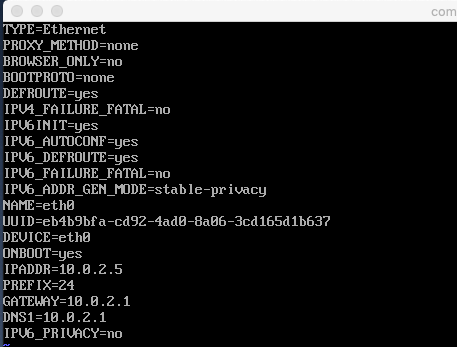 com
TYPE=Ethernet
PROXY_METHOD=none
BROWSER_ONLY=no
BOOTPROTO=none
DEFROUTE=yes
IPV4_FAILURE_FATAL=no
IPV6INIT=yes
IPV6_AUTOCONF=yes
IPV6_DEFROUTE=yes
IPV6_FAILURE_FATAL=no
IPV6_ADDR_GEN_MODE=stable-privacy
NAME=eth0
UUID=eb4b9bfa-cd92-4ad0-8a06-3cd165d1b637
DEVICE=eth0
ONBOOT=yes
IPADDR=10.0.2.5
PREFIX=24
GATEWAY=10.0.2.1
DNS1=10.0.2.1
IPV6_PRIVACY=no
~